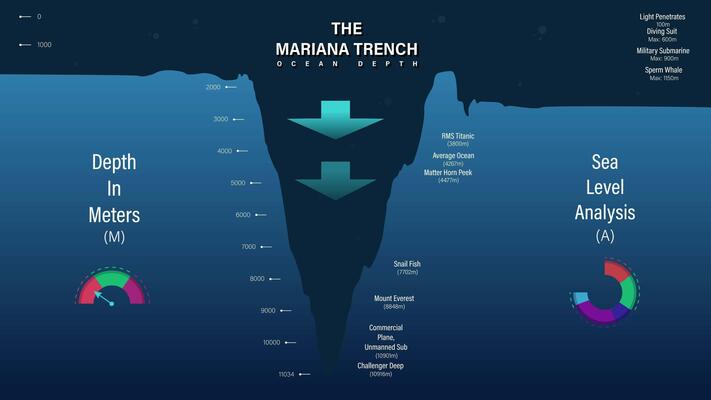 THE
MARIANA TRENCH
OCEAN DEPTH
0
1000
2000
3000
4000
5000
6000
7000
8000
9000
10000
11034
Depth
In
Meters
(M)
Light Penetrates
100m
Diving Suit
Max: 600m
Military Submarine
Max: 900m
Sperm Whale
Max: 1150m
RMS Titanic
(3800m)
Average Ocean
(4267m)
Matter Horn Peek
(4477m)
Snail Fish
(7702m)
Mount Everest
(8848m)
Commercial
Plane,
Unmanned Sub
(10901m)
Challenger Deep
(10916m)
Sea
Level
Analysis
(A)